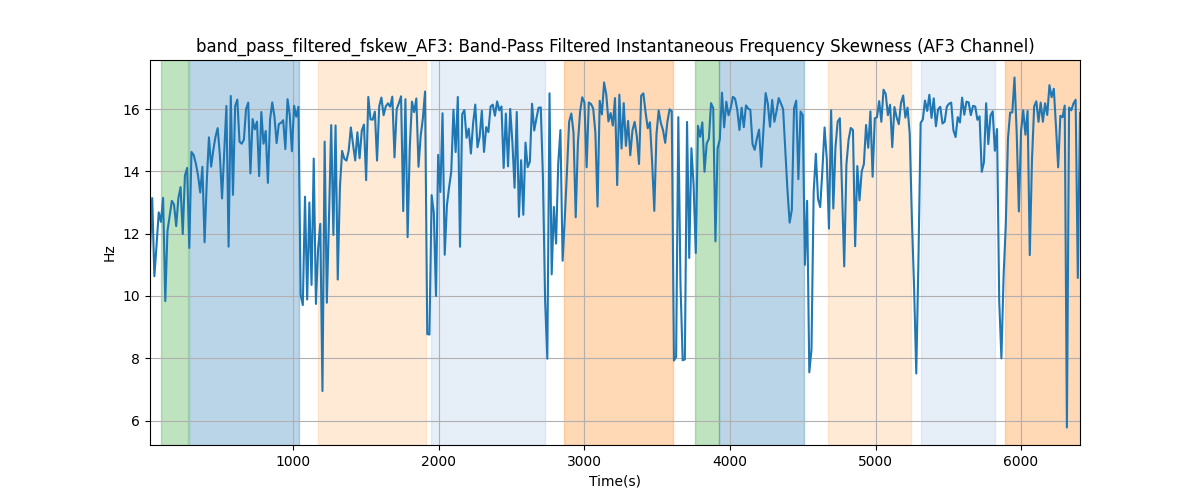 band_pass_filtered_fskew_AF3: Band-Pass Filtered Instantaneous Frequency Skewness (AF3 Channel)
Hz
16
14
12
10
8
6
1000 2000 3000 4000 5000 6000
Time(s)